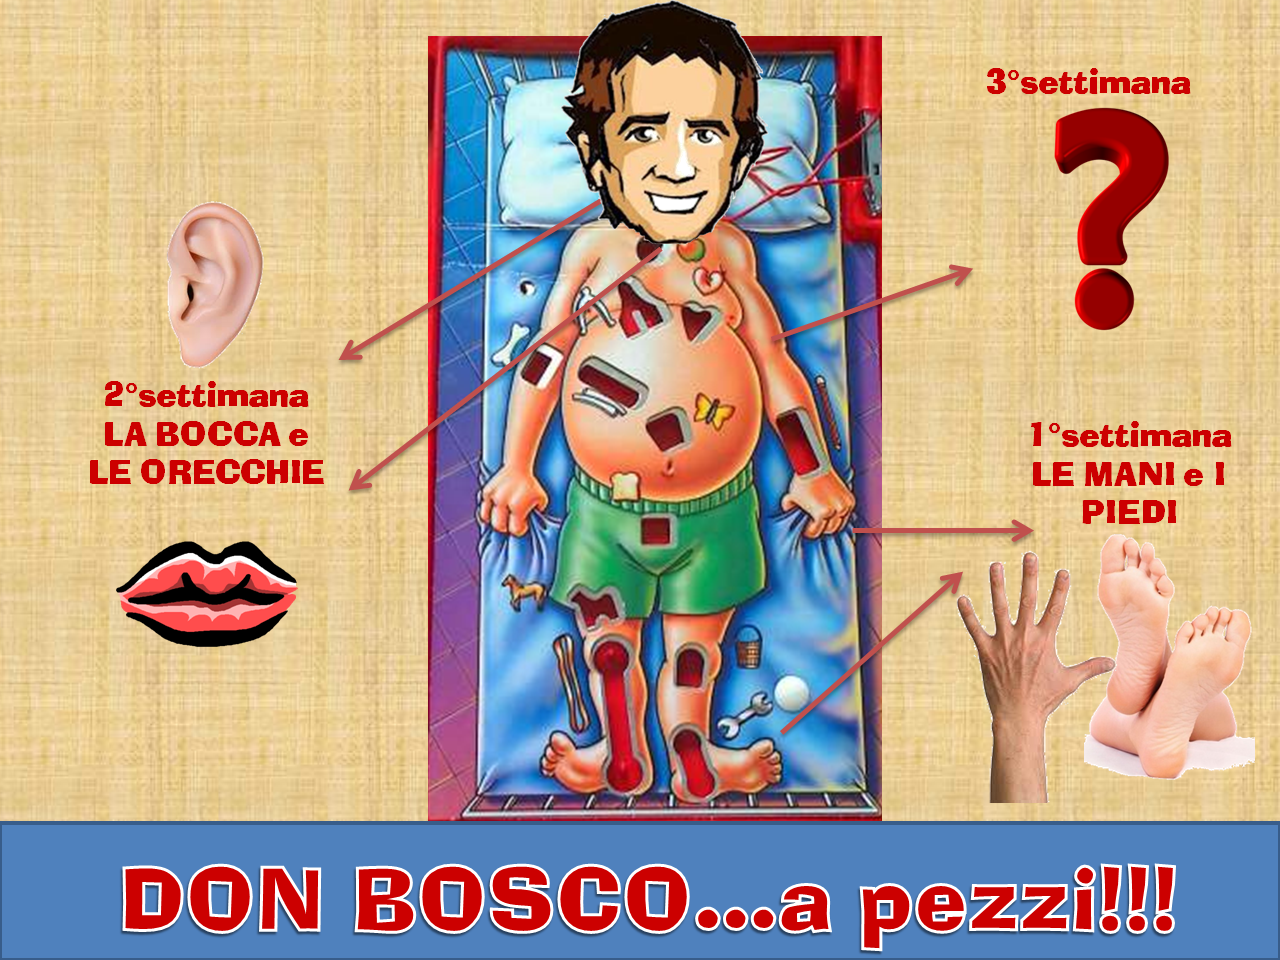 3°settimana
2°settimana
LA BOCCA e
LE ORECCHIE
1°settimana
LE MANI e I
PIEDI
DON BOSCO...a pezzi!!!